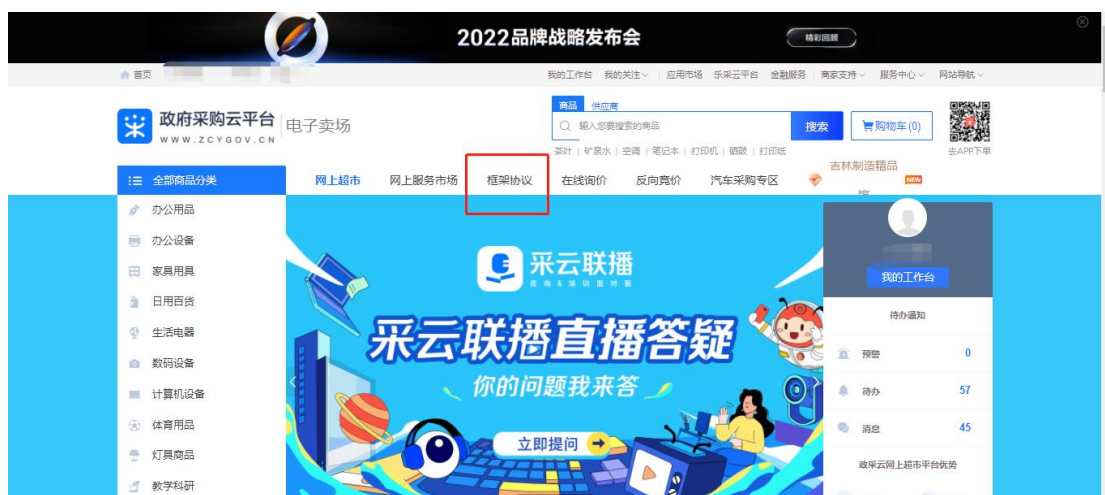 2022品牌战略发布会
精彩回顾
首页
我的工作台 我的关注 应用市场 乐采云平台 金融服务 商家支持 服务中心 网站导航
商品 供应商
政府采购云平台
WWW.ZCYGOV.CN
电子卖场
输入您想搜索的商品
搜索
购物车(0)
茶叶 | 矿泉水 | 空调 | 笔记本 | 打印机 | 硒鼓 | 打印纸
去APP下单
全部商品分类
网上超市 网上服务市场 框架协议 在线询价 反向竞价 汽车采购专区
吉林制造精品馆
NEW
办公用品
办公设备
家具用具
日用百货
生活电器
数码设备
计算机设备
体育用品
灯具商品
教学科研
采云联播
咨询&培训面对面
采云联播直播答疑
你的问题我来答
立即提问
我的工作台
待办通知
预警 0
待办 57
消息 45
政采云网上超市平台优势